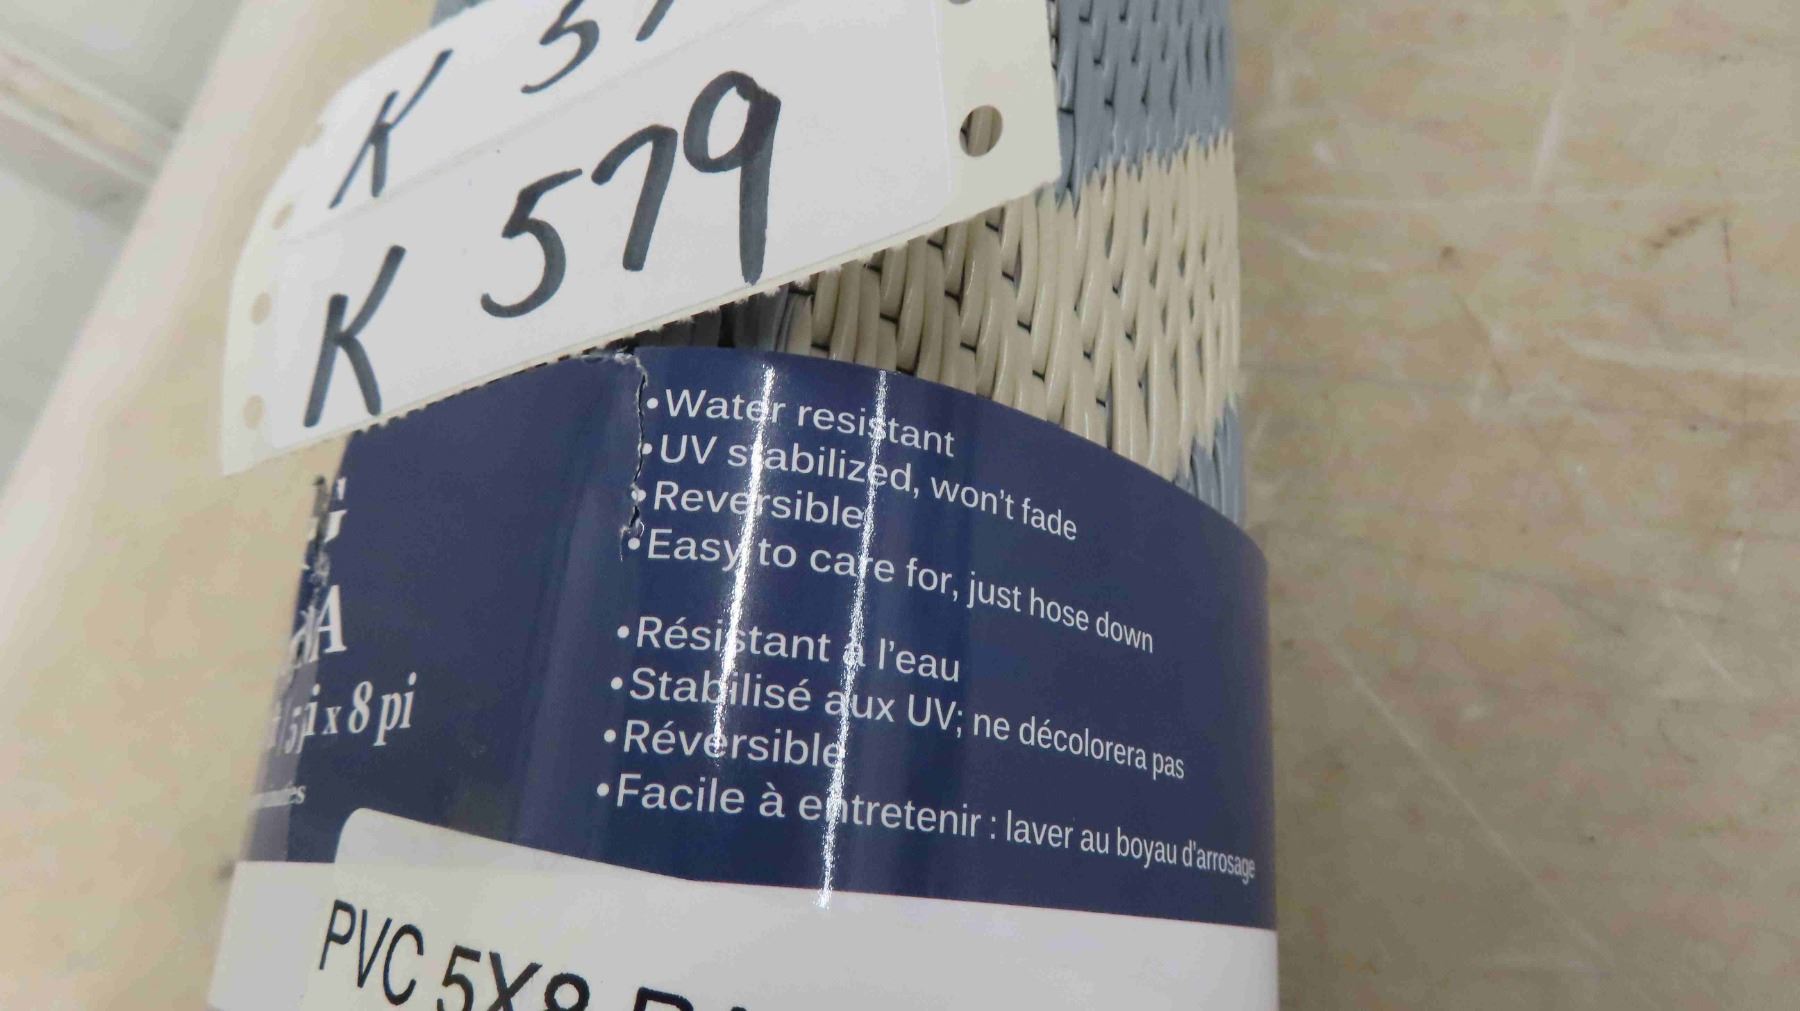 K 57
K 579
•Water resistant
•UV stabilized, won't fade
•Reversible
•Easy to care for, just hose down
•Résistant à l'eau
•Stabilisé aux UV; ne décolorera pas
•Réversible
•Facile à entretenir : laver au boyau d'arrosage
x 8 pi
PVC 5X8